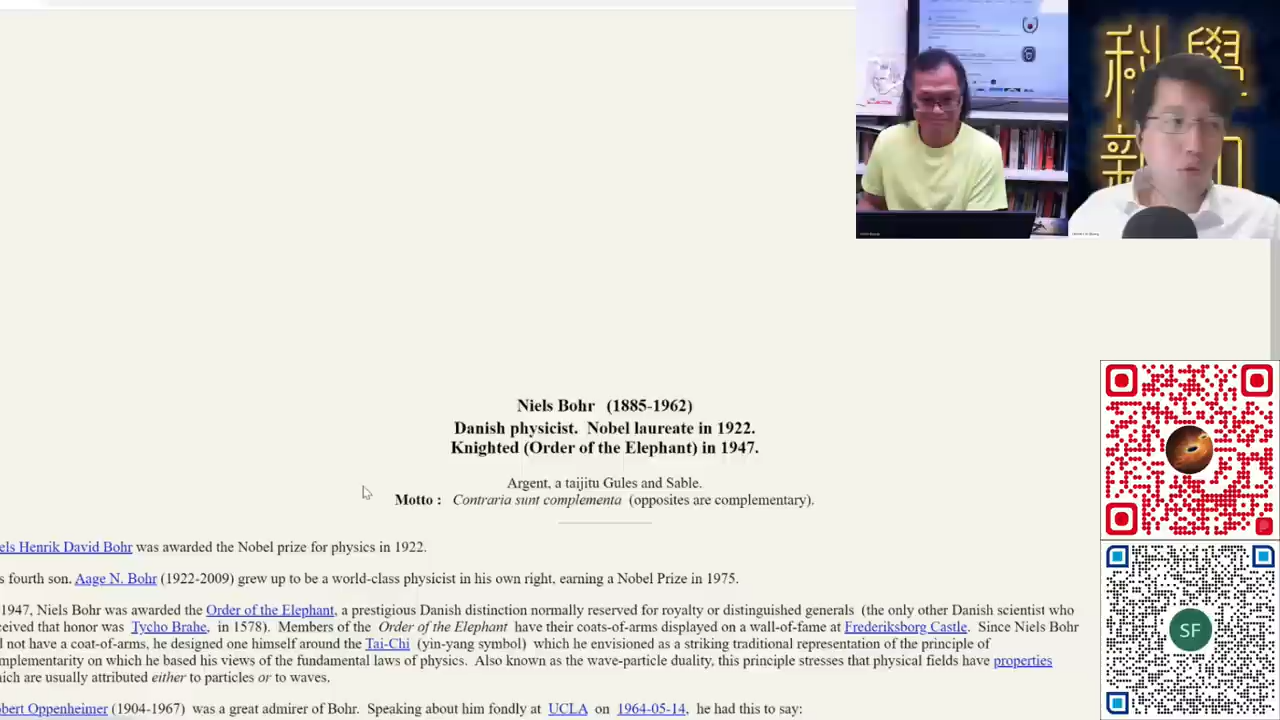 科學
新
Niels Bohr (1885-1962)
Danish physicist. Nobel laureate in 1922.
Knighted (Order of the Elephant) in 1947.
Argent, a taijitu Gules and Sable.
Motto : Contraria sunt complementa (opposites are complementary).
els Henrik David Bohr was awarded the Nobel prize for physics in 1922.
s fourth son, Aage N. Bohr (1922-2009) grew up to be a world-class physicist in his own right, earning a Nobel Prize in 1975.
1947, Niels Bohr was awarded the Order of the Elephant, a prestigious Danish distinction normally reserved for royalty or distinguished generals (the only other Danish scientist who
ceived that honor was Tycho Brahe, in 1578). Members of the Order of the Elephant have their coats-of-arms displayed on a wall-of-fame at Frederiksborg Castle. Since Niels Bohr
d not have a coat-of-arms, he designed one himself around the Tai-Chi (yin-yang symbol) which he envisioned as a striking traditional representation of the principle of
mplementarity on which he based his views of the fundamental laws of physics. Also known as the wave-particle duality, this principle stresses that physical fields have properties
hich are usually attributed either to particles or to waves.
bert Oppenheimer (1904-1967) was a great admirer of Bohr. Speaking about him fondly at UCLA on 1964-05-14, he had this to say:
SF